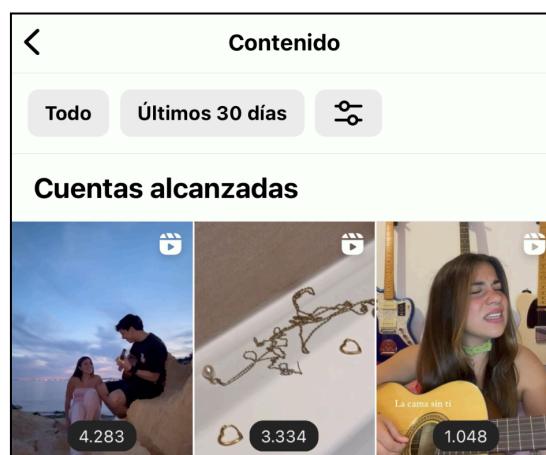 Contenido
Todo Últimos 30 días
Cuentas alcanzadas
La cama sin ti
4.283 3.334 1.048